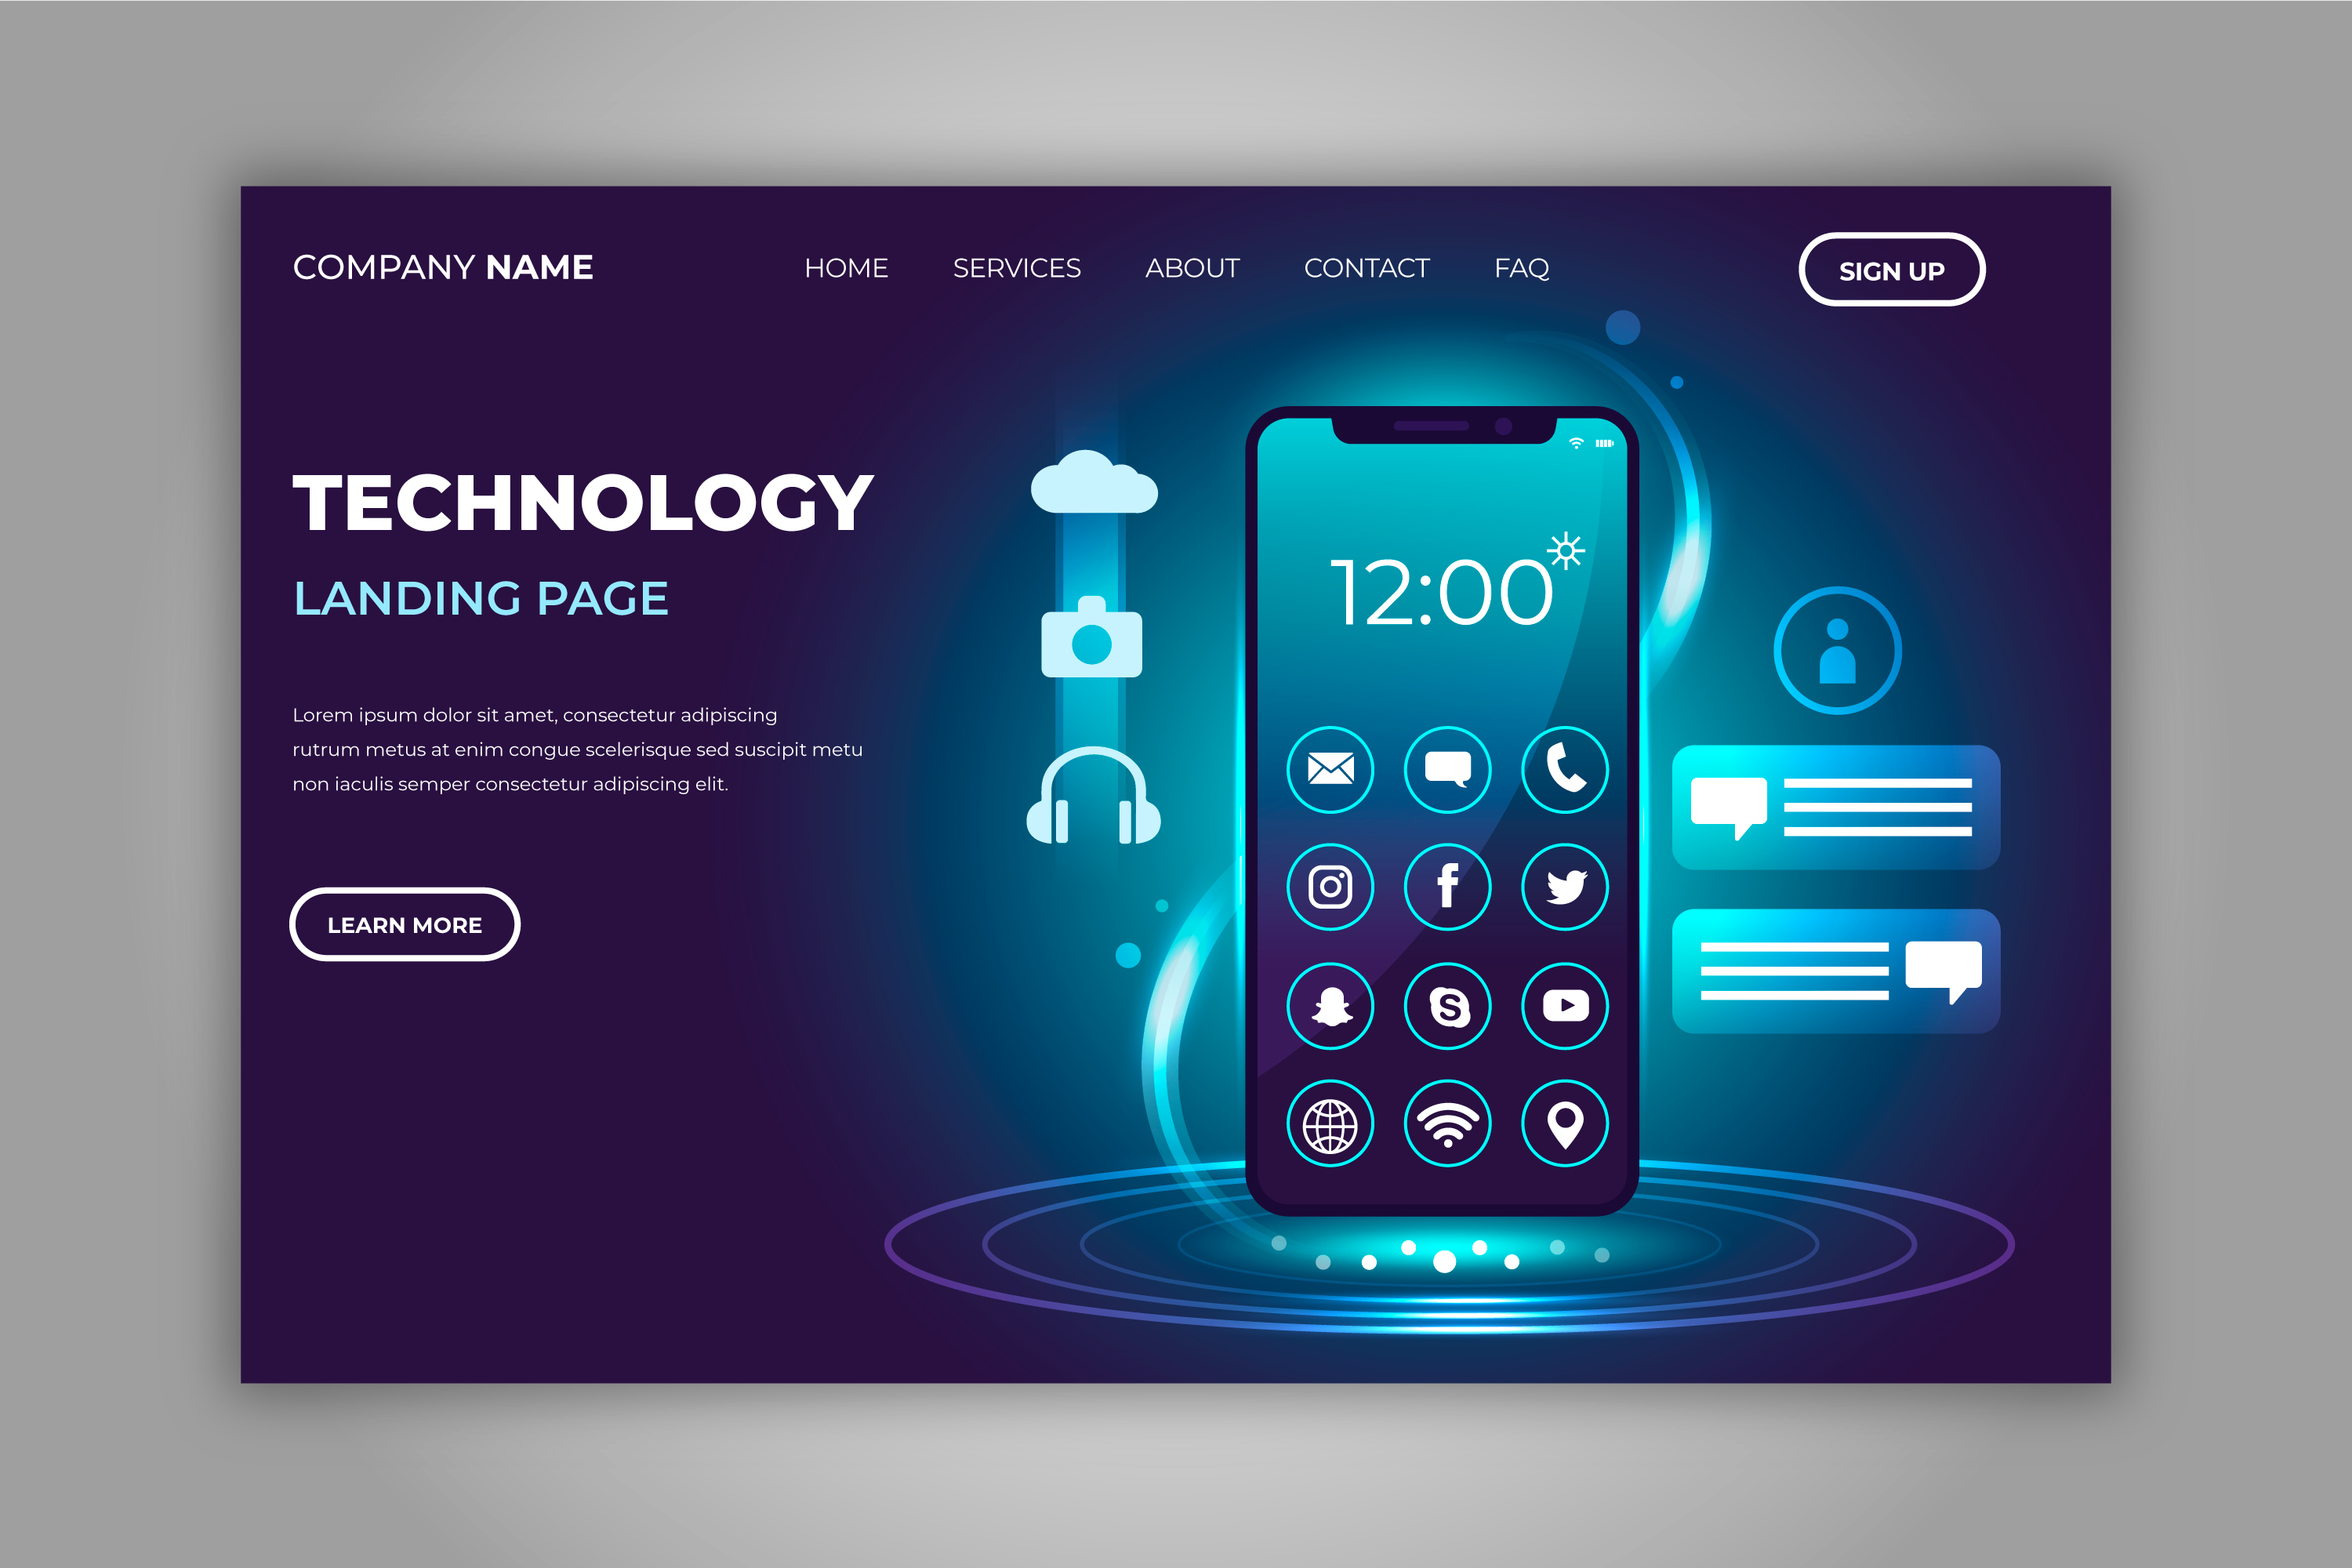 COMPANY NAME
HOME SERVICES ABOUT CONTACT FAQ
SIGN UP
TECHNOLOGY
LANDING PAGE
Lorem ipsum dolor sit amet, consectetur adipiscing
rutrum metus at enim congue scelerisque sed suscipit metu
non iaculis semper consectetur adipiscing elit.
LEARN MORE
12:00